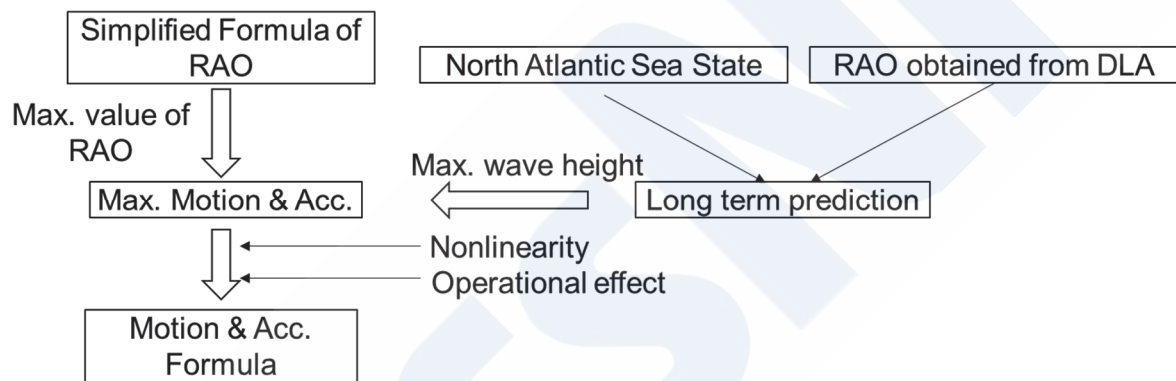 Simplified Formula of
RAO
North Atlantic Sea State
RAO obtained from DLA
Max. value of
RAO
Max. wave height
Max. Motion & Acc.
Long term prediction
Nonlinearity
Operational effect
Motion & Acc.
Formula